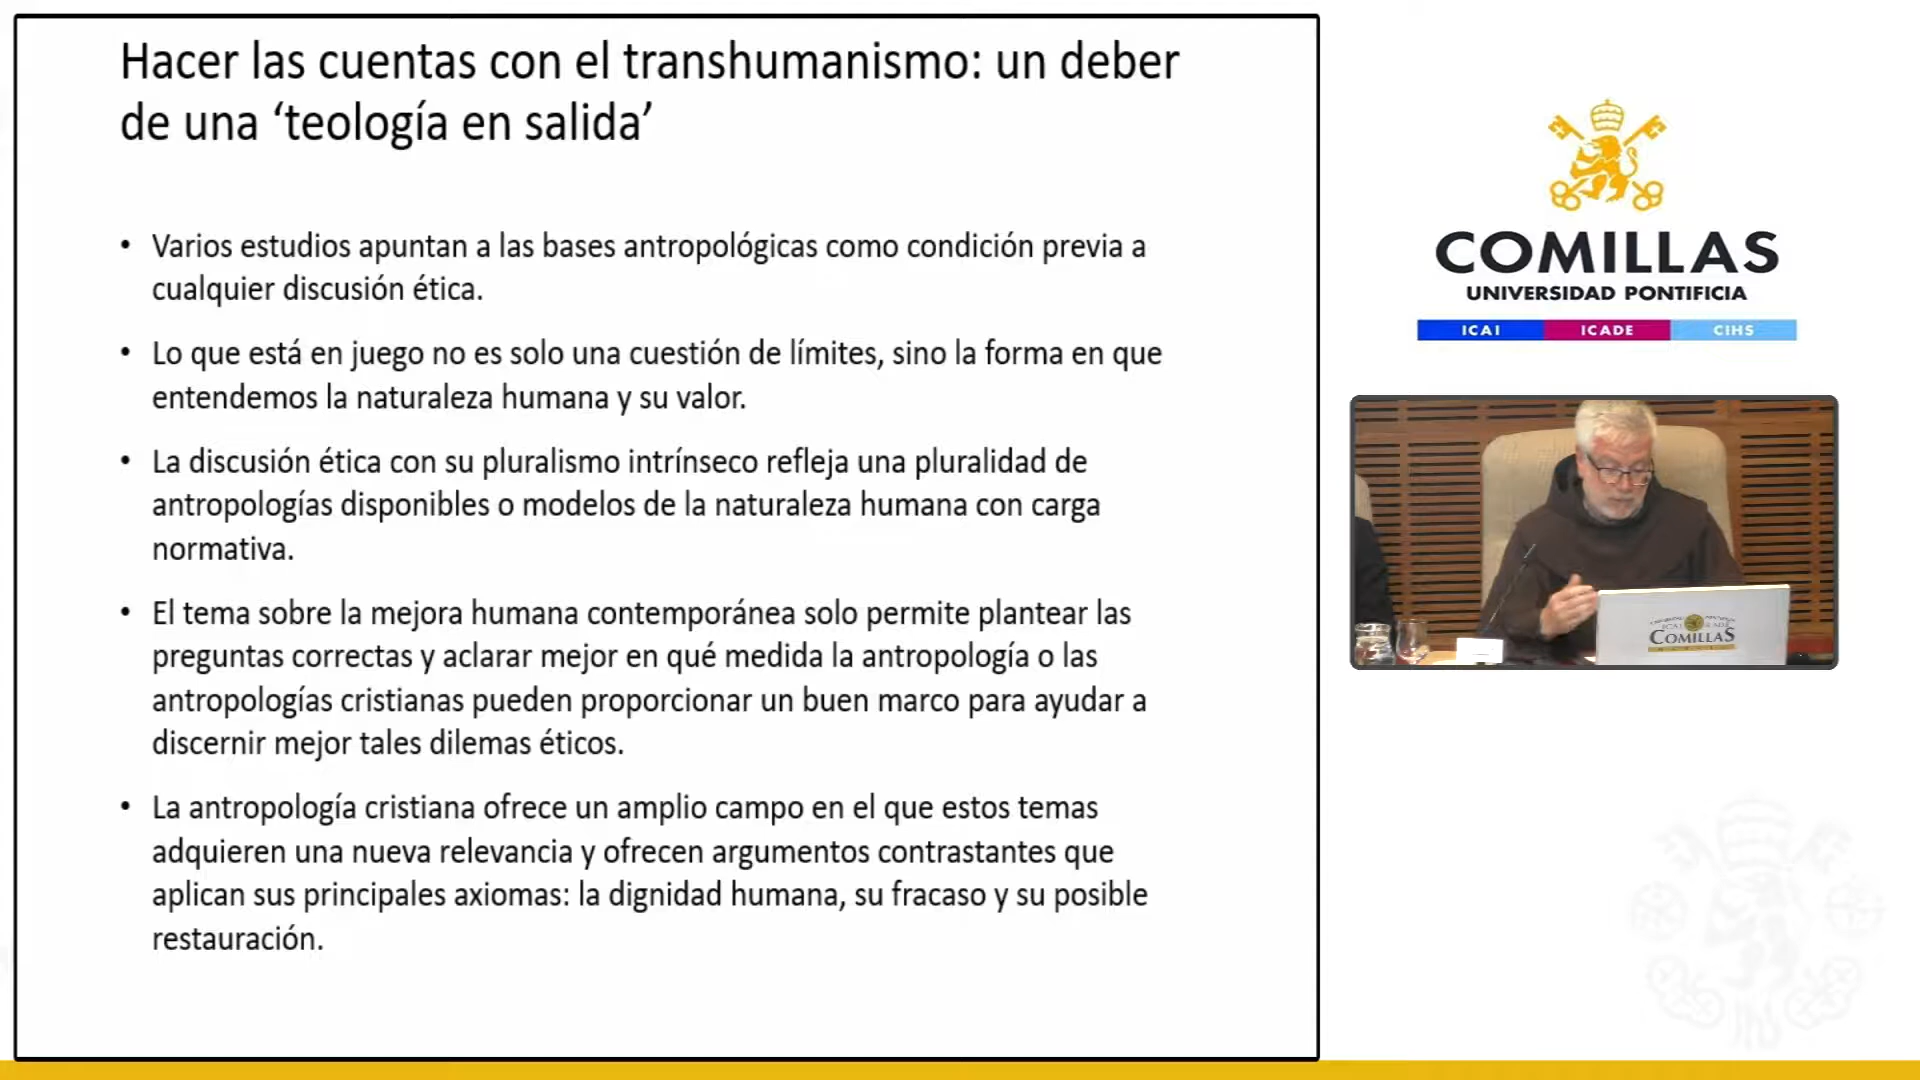 Hacer las cuentas con el transhumanismo: un deber
de una ‘teología en salida’
• Varios estudios apuntan a las bases antropológicas como condición previa a
cualquier discusión ética.
• Lo que está en juego no es solo una cuestión de límites, sino la forma en que
entendemos la naturaleza humana y su valor.
• La discusión ética con su pluralismo intrínseco refleja una pluralidad de
antropologías disponibles o modelos de la naturaleza humana con carga
normativa.
• El tema sobre la mejora humana contemporánea solo permite plantear las
preguntas correctas y aclarar mejor en qué medida la antropología o las
antropologías cristianas pueden proporcionar un buen marco para ayudar a
discernir mejor tales dilemas éticos.
• La antropología cristiana ofrece un amplio campo en el que estos temas
adquieren una nueva relevancia y ofrecen argumentos contrastantes que
aplican sus principales axiomas: la dignidad humana, su fracaso y su posible
restauración.
COMILLAS
UNIVERSIDAD PONTIFICIA
ICAI ICADE CIHS
COMILLAS